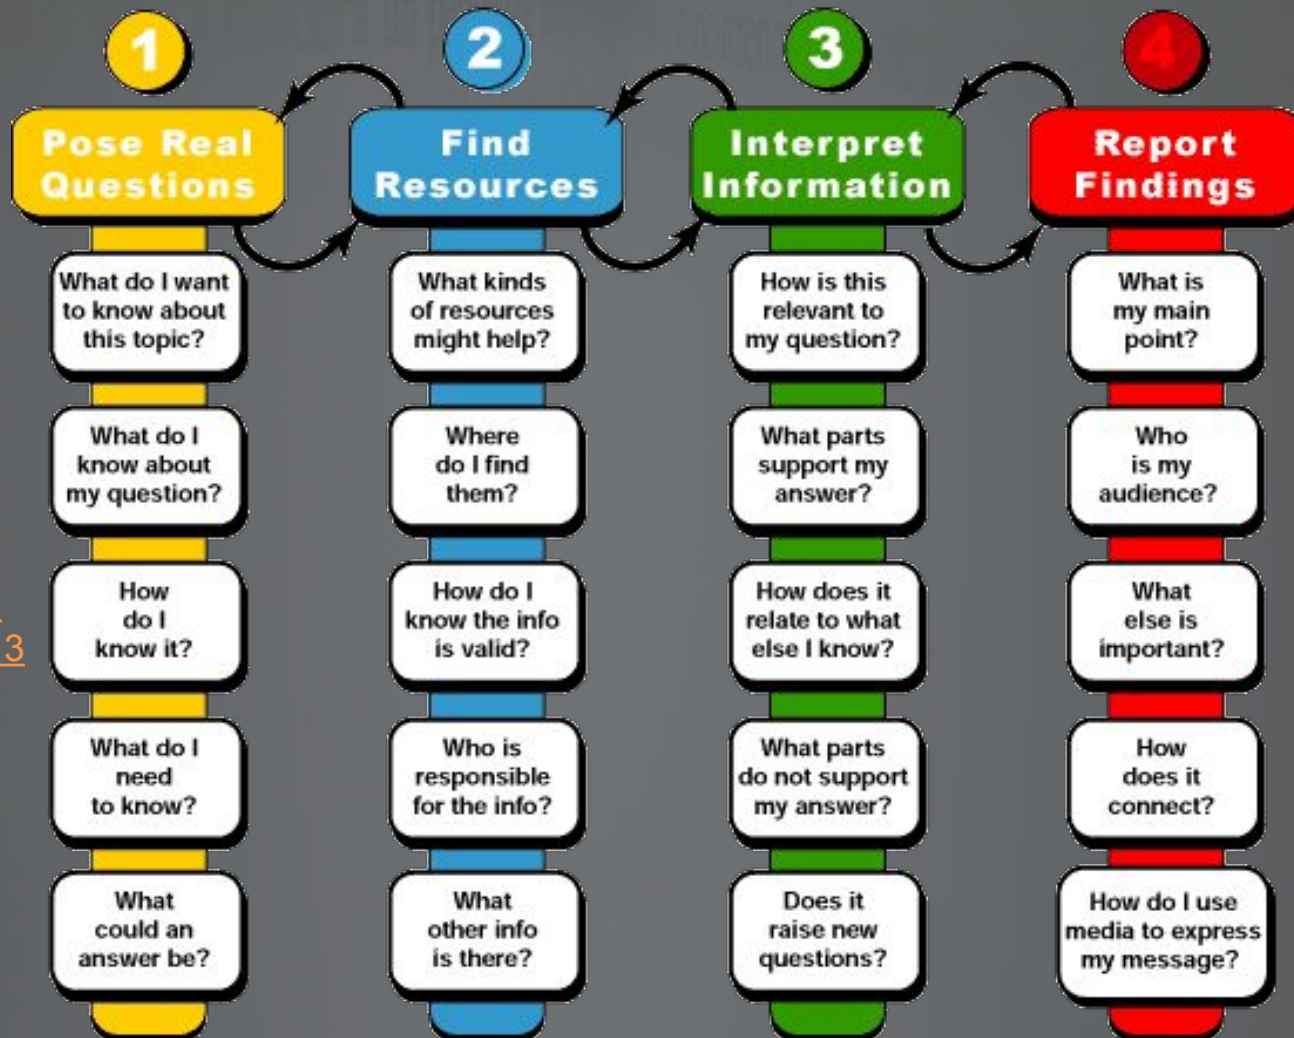 1
Pose Real
Questions
What do I want
to know about
this topic?
What do I
know about
my question?
How
do I
know it?
What do I
need
to know?
What
could an
answer be?
2
Find
Resources
What kinds
of resources
might help?
Where
do I find
them?
How do I
know the info
is valid?
Who is
responsible
for the info?
What
other info
is there?
3
Interpret
Information
How is this
relevant to
my question?
What parts
support my
answer?
How does it
relate to what
else I know?
What parts
do not support
my answer?
Does it
raise new
questions?
4
Report
Findings
What is
my main
point?
Who
is my
audience?
What
else is
important?
How
does it
connect?
How do I use
media to express
my message?
3